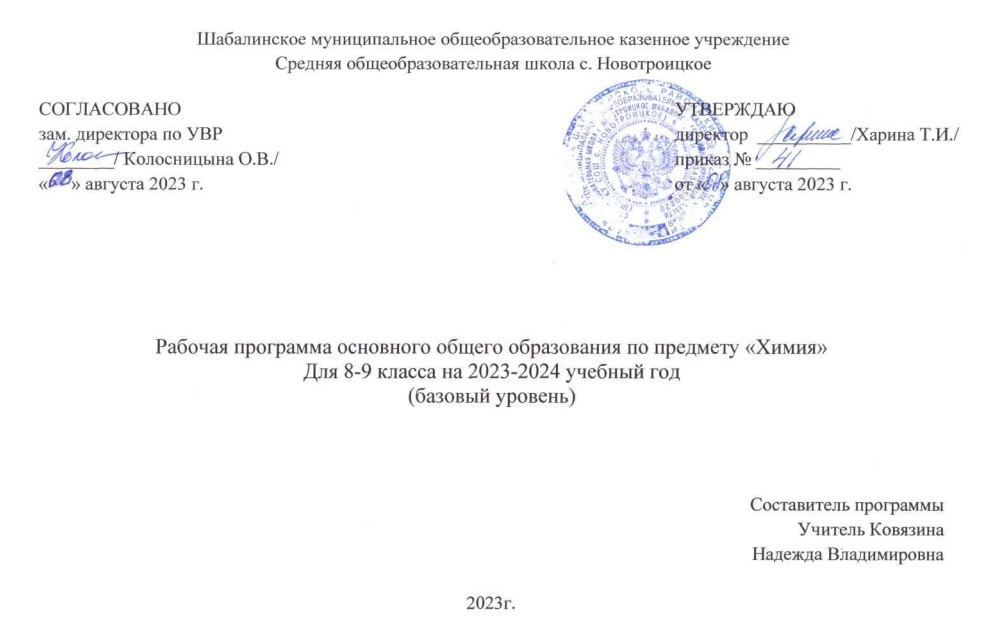 Шабалинское муниципальное общеобразовательное казенное учреждение
Средняя общеобразовательная школа с. Новотроицкое
СОГЛАСОВАНО
зам. директора по УВР
/ Колосницына О.В./
«28» августа 2023 г.
УТВЕРЖДАЮ
директор /Харина Т.И./
приказ № 41
от « » августа 2023 г.
Рабочая программа основного общего образования по предмету «Химия»
Для 8-9 класса на 2023-2024 учебный год
(базовый уровень)
Составитель программы
Учитель Ковязина
Надежда Владимировна
2023г.